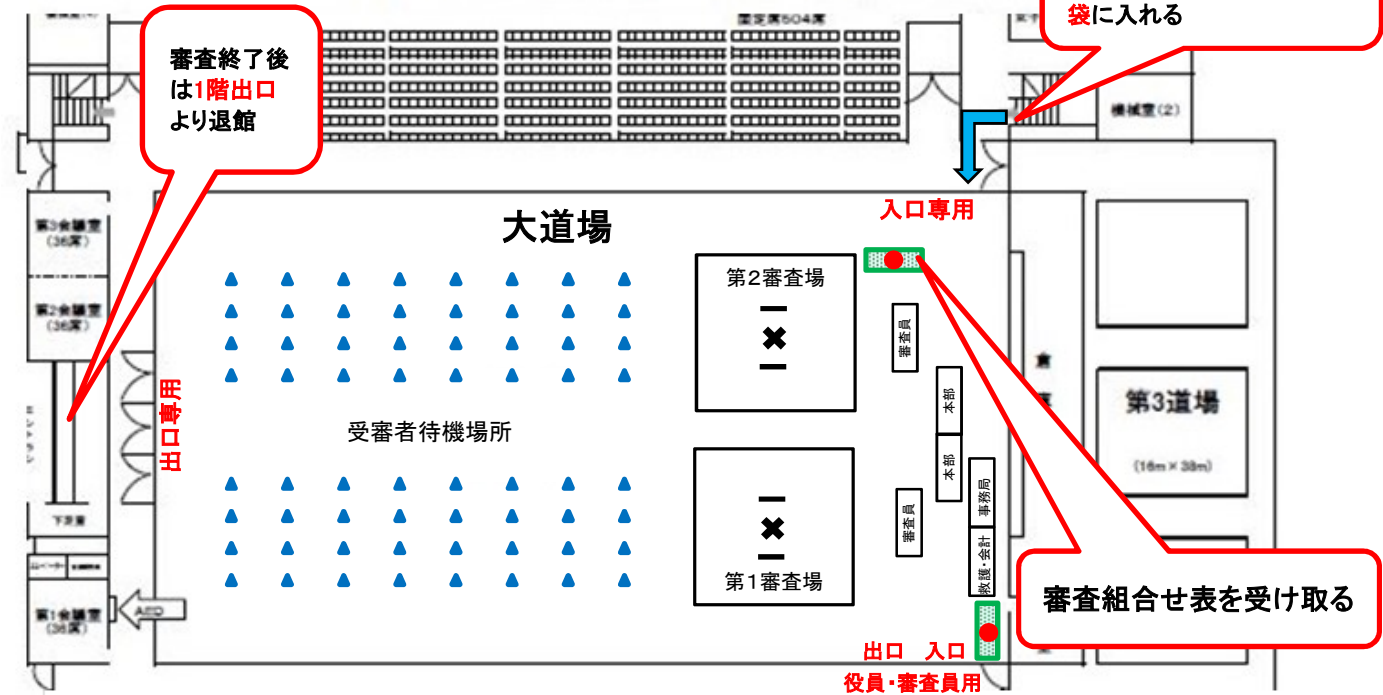 固定席604席
袋に入れる
審査終了後
は1階出口
より退館
機械室(2)
入口専用
大道場
第3会議室
(36席)
第2審査場
第2会議室
(36席)
審査員
本部
出口専用
受審者待機場所
第3道場
(16m×38m)
本部
事務局
審査員
下足室
救護・会計
第1審査場
審査組合せ表を受け取る
第1会議室
(36席)
AED
出口 入口
役員・審査員用